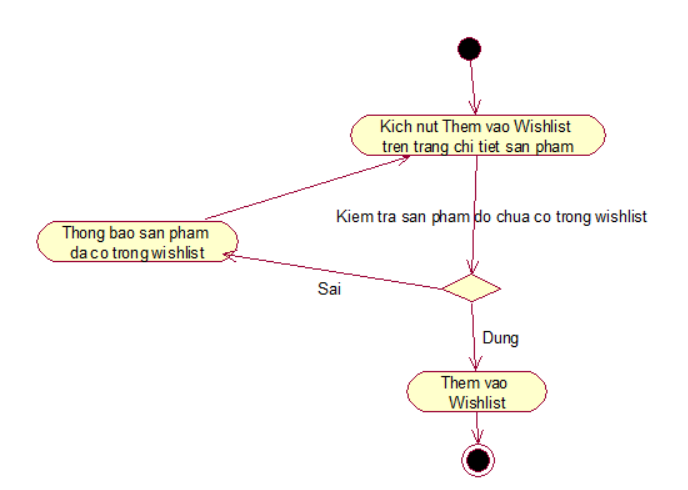 Kich nut Them vao Wishlist
tren trang chi tiet san pham
Kiem tra san pham do chua co trong wishlist
Thong bao san pham
da co trong wishlist
Sai
Dung
Them vao
Wishlist